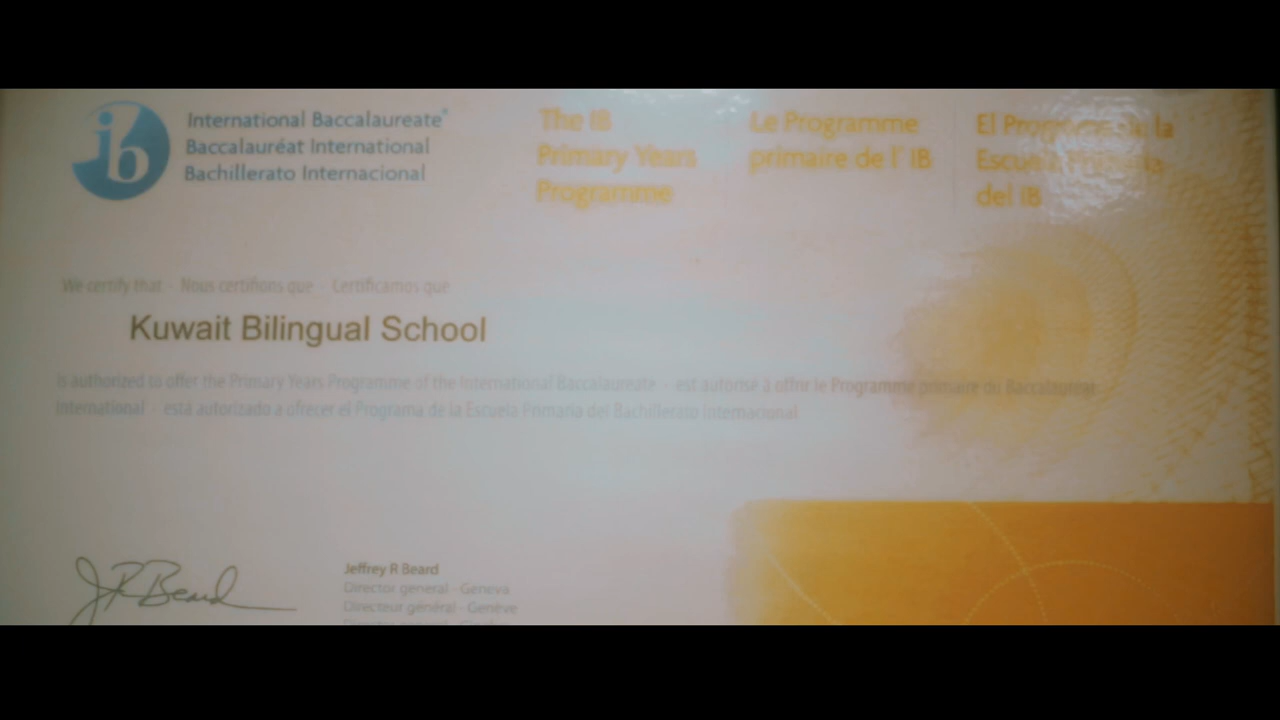 ib
International Baccalaureate®
Baccalauréat International
Bachillerato Internacional
The IB
Primary Years
Programme
Le Programme
primaire de l' IB
El Programa de la
Escuela Primaria
del IB
We certify that - Nous certifions que - Certificamos que
Kuwait Bilingual School
is authorized to offer the Primary Years Programme of the International Baccalaureate - est autorisé à offrir le Programme primaire du Baccalauréat
International - está autorizado a ofrecer el Programa de la Escuela Primaria del Bachillerato Internacional
J R Beard
Jeffrey R Beard
Director general - Geneva
Directeur général - Genève